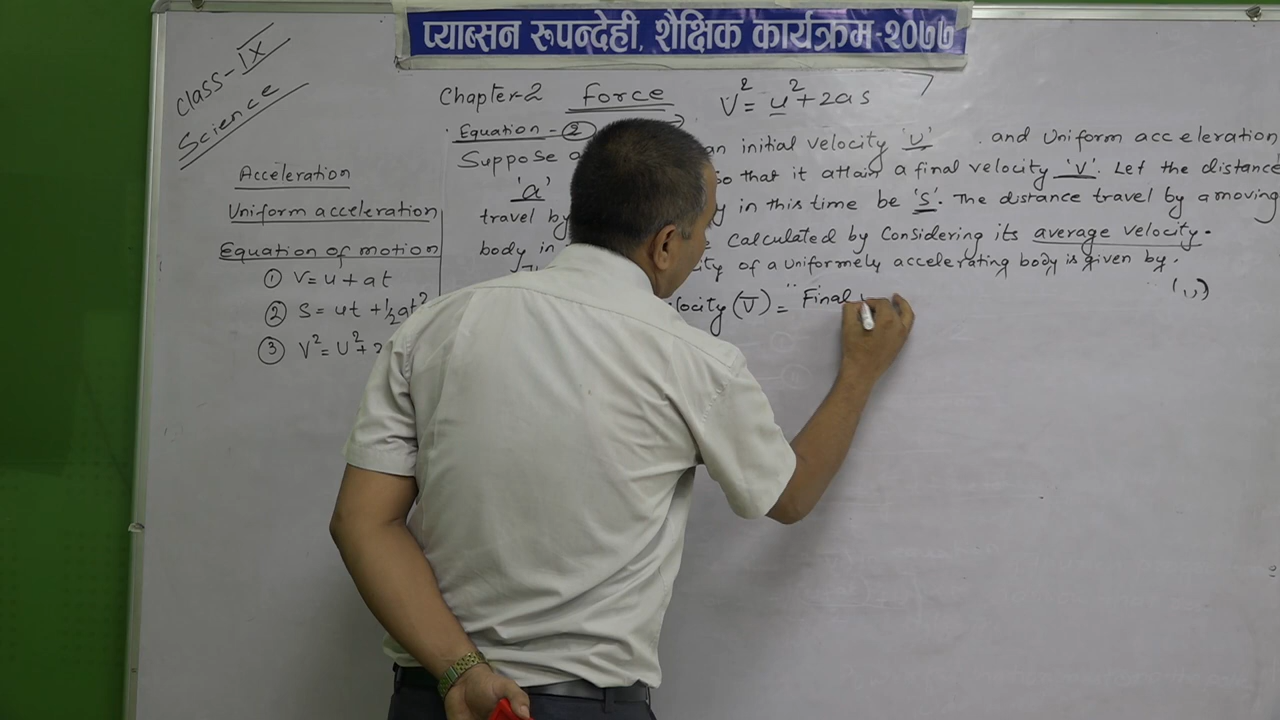 प्याब्सन रुपन्देही, शैक्षिक कार्यक्रम-२०७७
Class-IX
Science
Chapter-2 Force
V² = u² + 2as
Acceleration
Uniform acceleration
Equation of motion
① V = u + at
② S = ut + ½at²
③ V² = U² + 2
Equation - ②
Suppose a an initial velocity 'U' and Uniform acceleration
'a' So that it attain a final velocity 'V'. Let the distance
travel by in this time be 'S'. The distance travel by a moving
body in calculated by Considering its average velocity.
of a Uniformely accelerating body is given by.
(V̅) = "Final